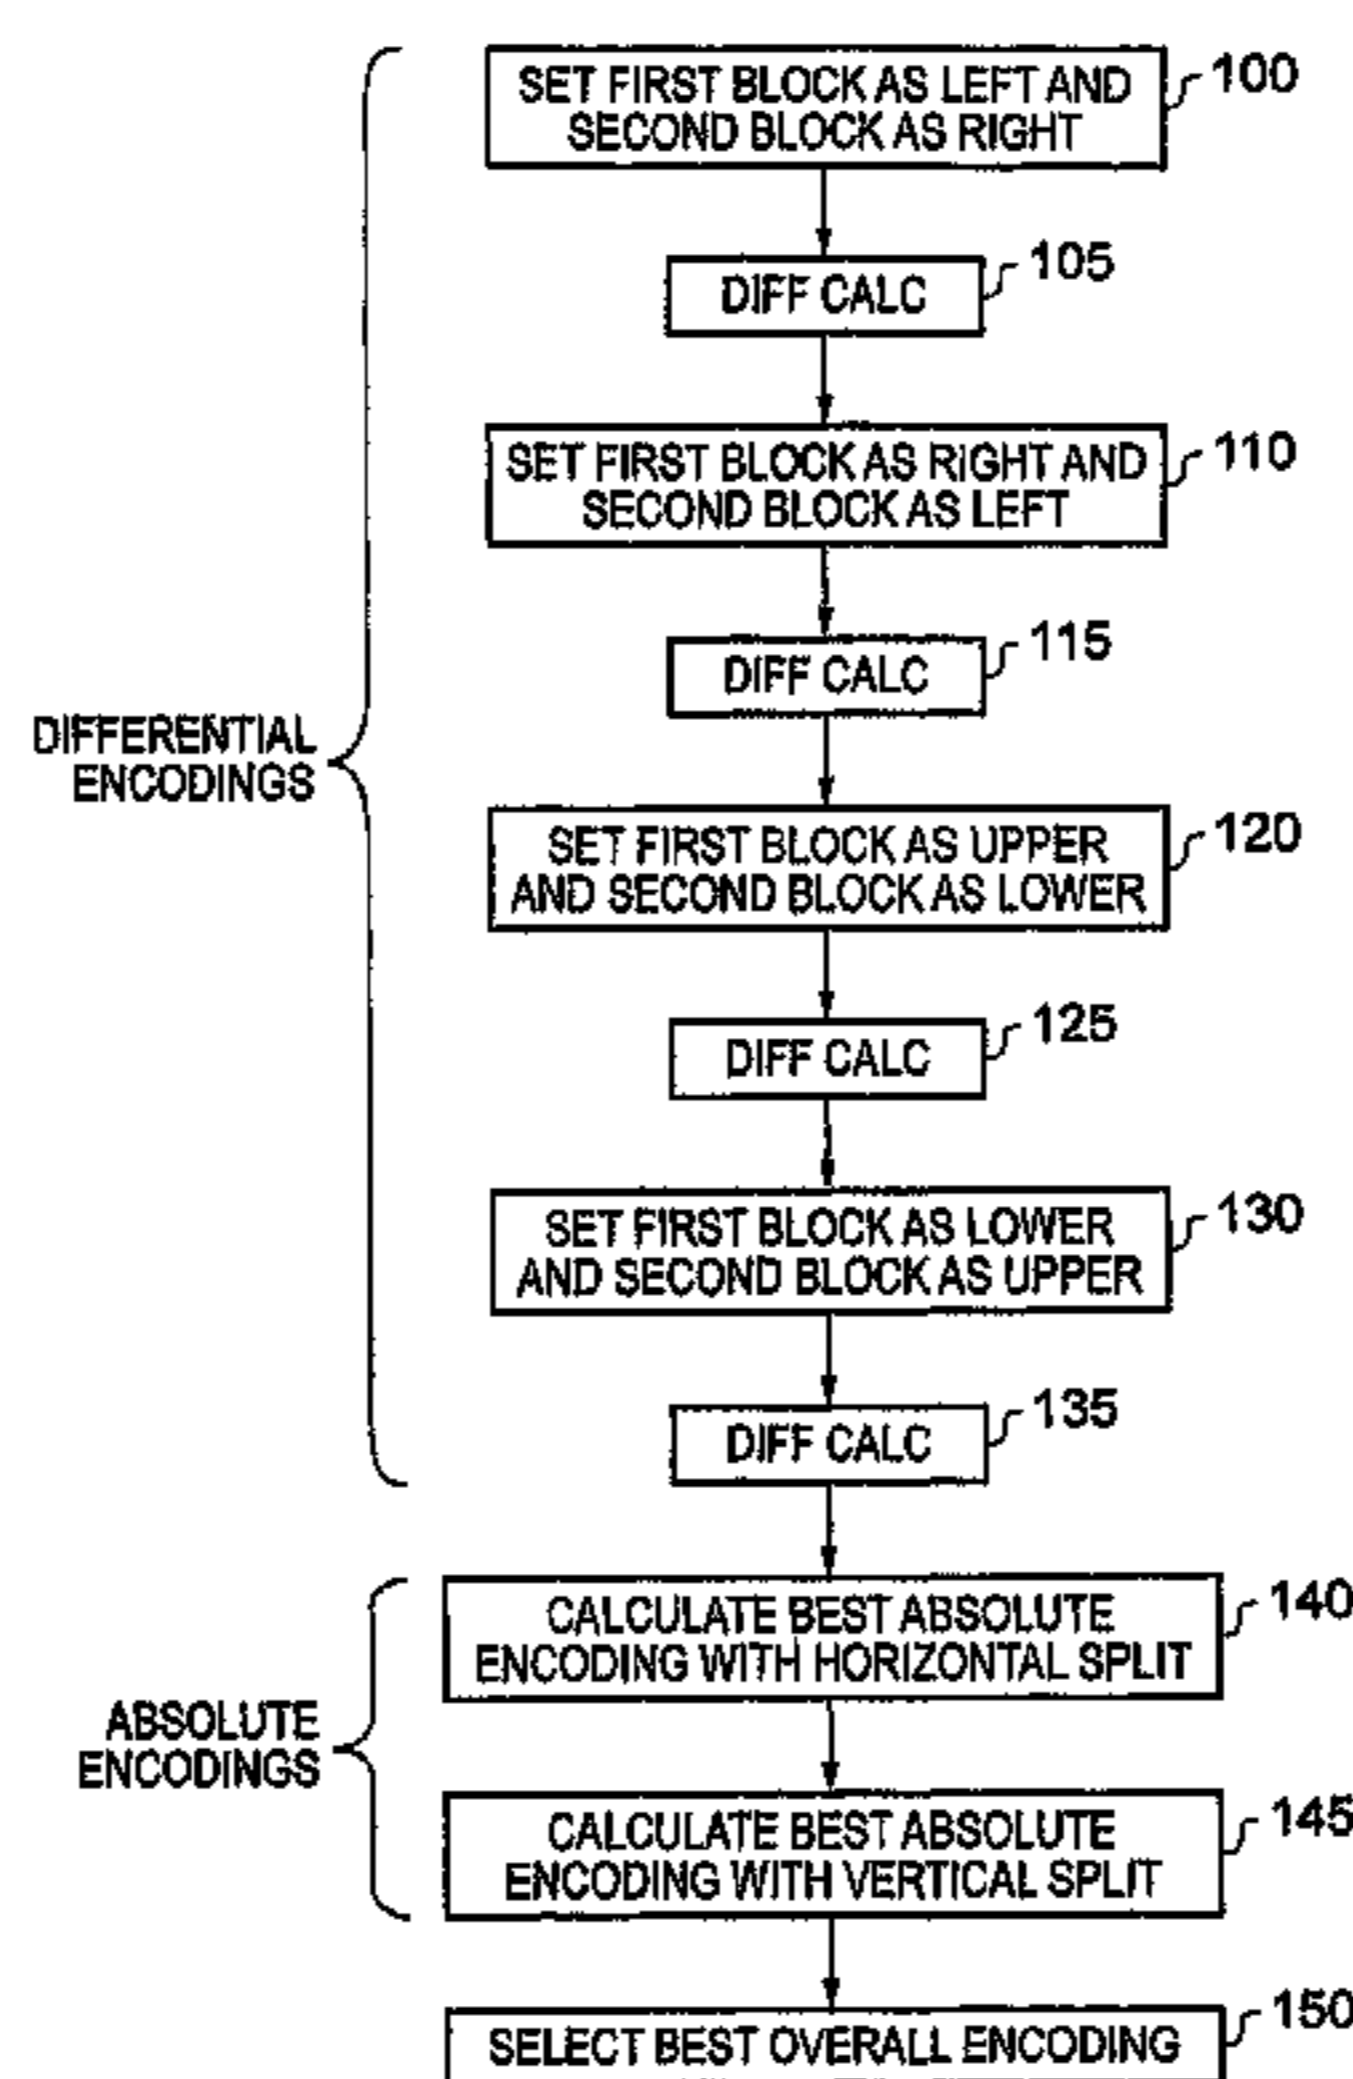 SET FIRST BLOCK AS LEFT AND
SECOND BLOCK AS RIGHT
100
DIFF CALC
105
SET FIRST BLOCK AS RIGHT AND
SECOND BLOCK AS LEFT
110
DIFF CALC
115
DIFFERENTIAL
ENCODINGS
SET FIRST BLOCK AS UPPER
AND SECOND BLOCK AS LOWER
120
DIFF CALC
125
SET FIRST BLOCK AS LOWER
AND SECOND BLOCK AS UPPER
130
DIFF CALC
135
CALCULATE BEST ABSOLUTE
ENCODING WITH HORIZONTAL SPLIT
140
ABSOLUTE
ENCODINGS
CALCULATE BEST ABSOLUTE
ENCODING WITH VERTICAL SPLIT
145
SELECT BEST OVERALL ENCODING
150